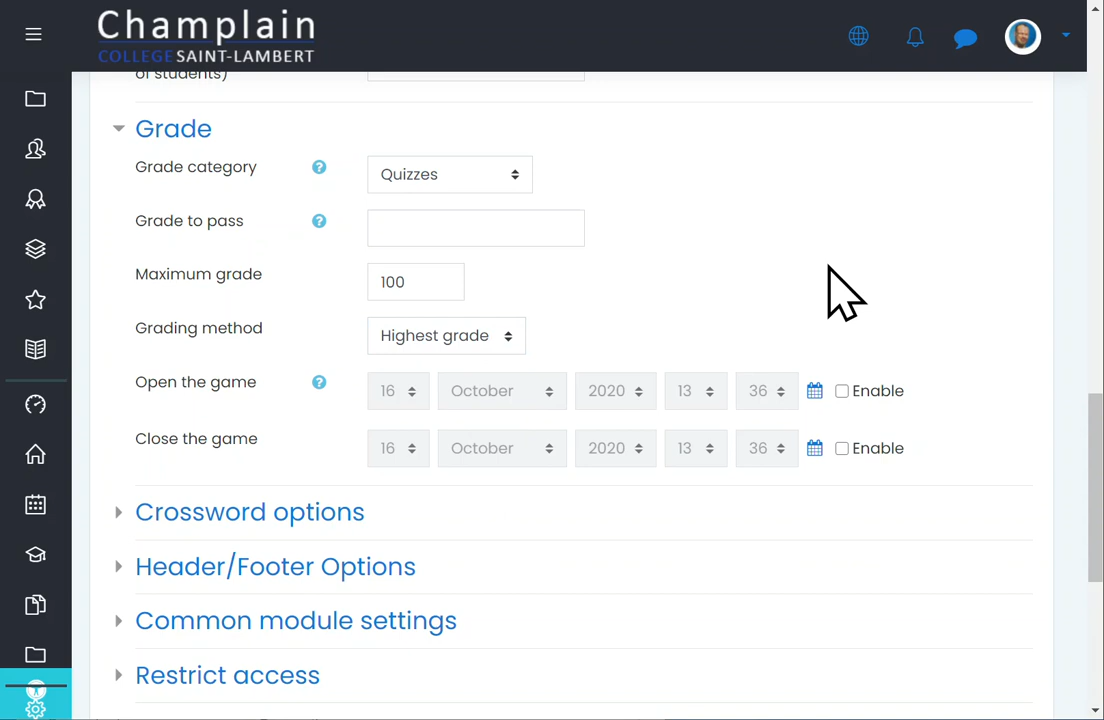 Champlain
COLLEGE SAINT-LAMBERT
of students)
Grade
Grade category ? Quizzes
Grade to pass ?
Maximum grade 100
Grading method Highest grade
Open the game ? 16 October 2020 13 36 Enable
Close the game 16 October 2020 13 36 Enable
Crossword options
Header/Footer Options
Common module settings
Restrict access